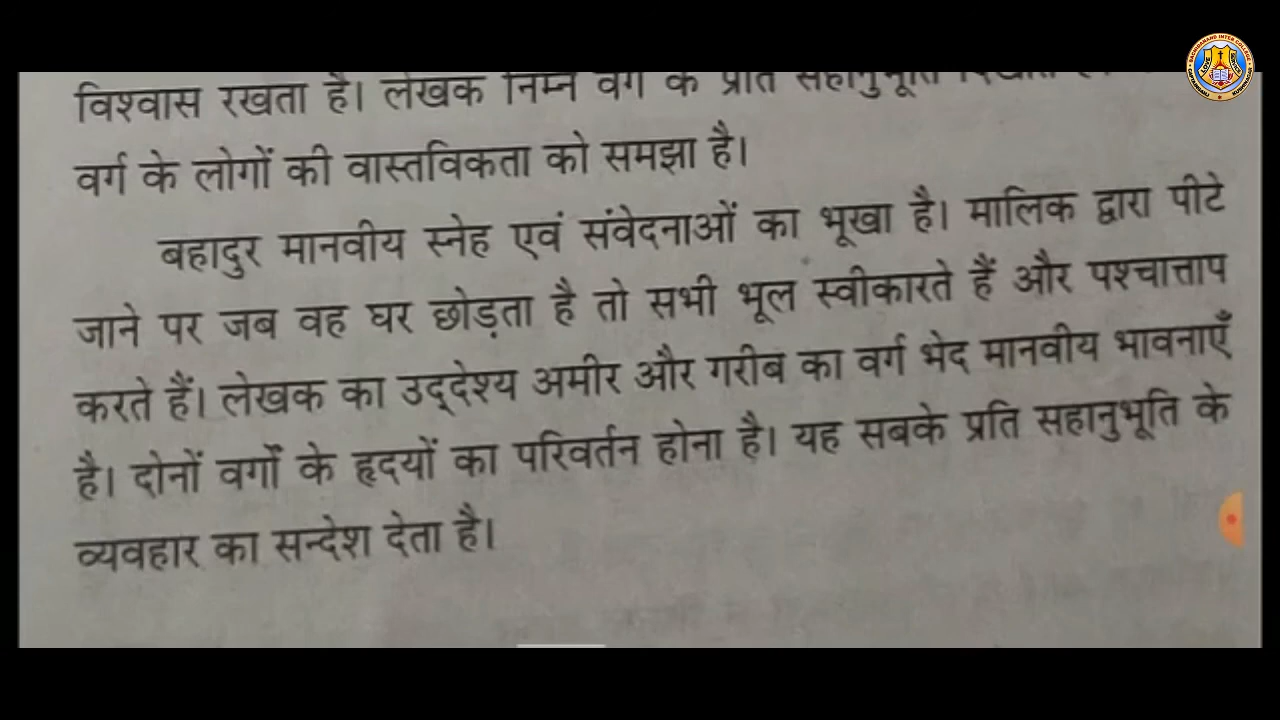 विश्वास रखता है। लेखक निम्न वर्ग के प्रति सहानुभूति
वर्ग के लोगों की वास्तविकता को समझा है।
बहादुर मानवीय स्नेह एवं संवेदनाओं का भूखा है। मालिक द्वारा पीटे
जाने पर जब वह घर छोड़ता है तो सभी भूल स्वीकारते हैं और पश्चात्ताप
करते हैं। लेखक का उद्देश्य अमीर और गरीब का वर्ग भेद मानवीय भावनाएँ
है। दोनों वर्गों के हृदयों का परिवर्तन होना है। यह सबके प्रति सहानुभूति के
व्यवहार का सन्देश देता है।